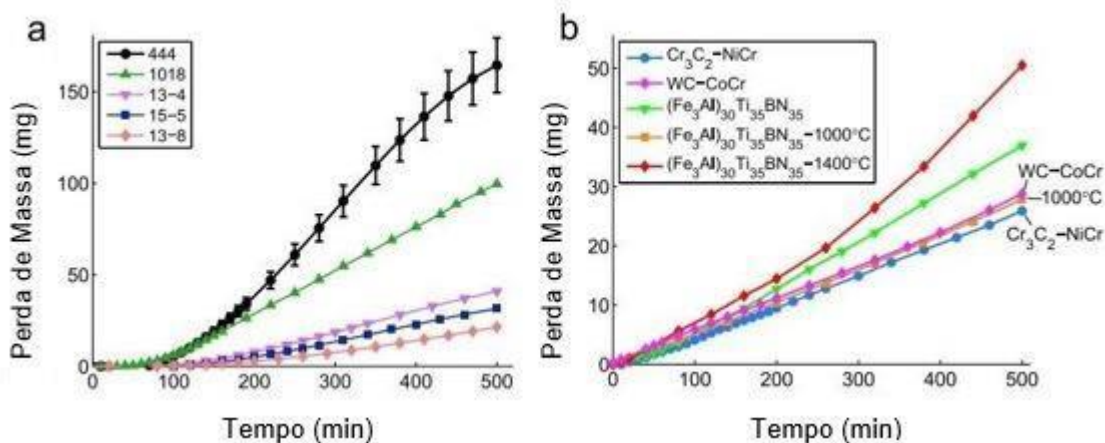 a
Perda de Massa (mg)
444
1018
13-4
15-5
13-8
150
100
50
0
0
100
200
300
400
500
Tempo (min)
b
Perda de Massa (mg)
Cr₃C₂-NiCr
WC-CoCr
(Fe₃Al)₃₀Ti₃₅BN₃₅
(Fe₃Al)₃₀Ti₃₅BN₃₅-1000°C
(Fe₃Al)₃₀Ti₃₅BN₃₅-1400°C
50
40
30
20
10
0
WC-CoCr
-1000°C
Cr₃C₂-NiCr
0
100
200
300
400
500
Tempo (min)